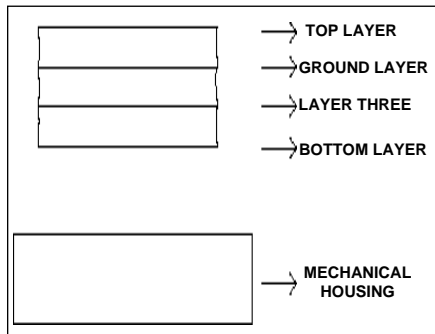 TOP LAYER
GROUND LAYER
LAYER THREE
BOTTOM LAYER
MECHANICAL
HOUSING